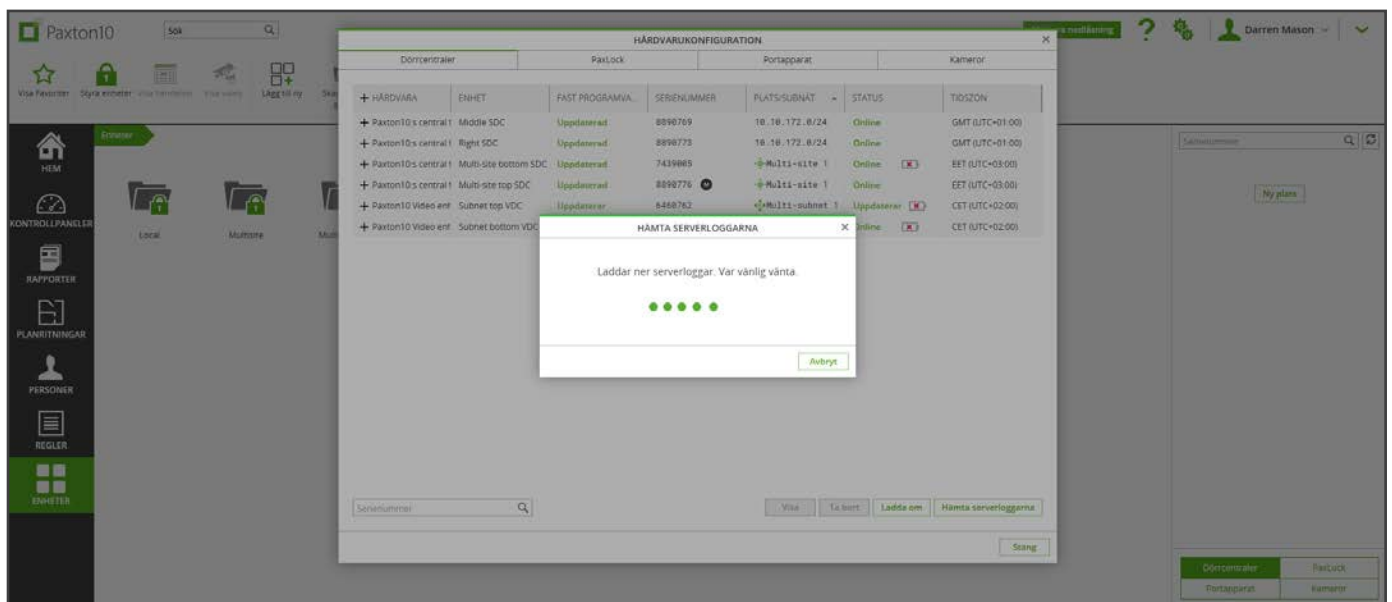 Paxton10
Sök
?
Darren Mason
HÅRDVARUKONFIGURATION
Dörrcentraler PaxLock Portapparat Kameror
Visa Favoriter Styra enheter Visa händelser Lägg till ny
HÅRDVARA ENHET FAST PROGRAMVA... SERIENUMMER PLATS/SUBNÄT STATUS TIDSZON
Paxton10:s central Middle SDC Uppdaterad 8890769 10.10.172.0/24 Online GMT (UTC+01:00)
Paxton10:s central Right SDC Uppdaterad 8890773 10.10.172.0/24 Online GMT (UTC+01:00)
Paxton10:s central Multi-site bottom SDC Uppdaterad 7439005 Multi-site 1 Online EET (UTC+03:00)
Paxton10:s central Multi-site top SDC Uppdaterad 8890776 M Multi-site 1 Online EET (UTC+03:00)
Paxton10 Video enh Subnet top VDC Uppdaterar 6460762 Multi-subnet 1 Uppdaterar CET (UTC+02:00)
Paxton10 Video enh Subnet bottom VDC Online CET (UTC+02:00)
HÄMTA SERVERLOGGARNA
Laddar ner serverloggar. Var vänlig vänta.
Avbryt
Serienummer Visa Ta bort Ladda om Hämta serverloggarna
Stäng
Enheter
Local Multisite
HEM
KONTROLLPANELER
RAPPORTER
PLANRITNINGAR
PERSONER
REGLER
ENHETER
Serienummer
Ny plats
Dörrcentraler PaxLock
Portapparat Kameror